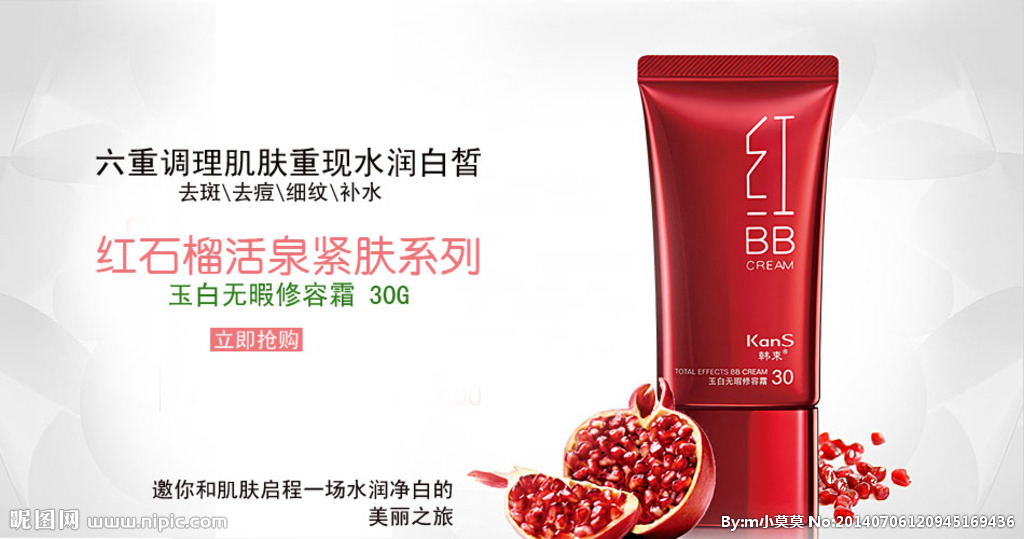 六重调理肌肤重现水润白皙
去斑\去痘\细纹\补水
红石榴活泉紧肤系列
玉白无暇修容霜 30G
立即抢购
邀你和肌肤启程一场水润净白的
美丽之旅
红
BB
CREAM
KanS
韩束®
TOTAL EFFECTS BB CREAM
玉白无暇修容霜 30
昵图网 www.nipic.com
By:m小莫莫 No:20140706120945169436